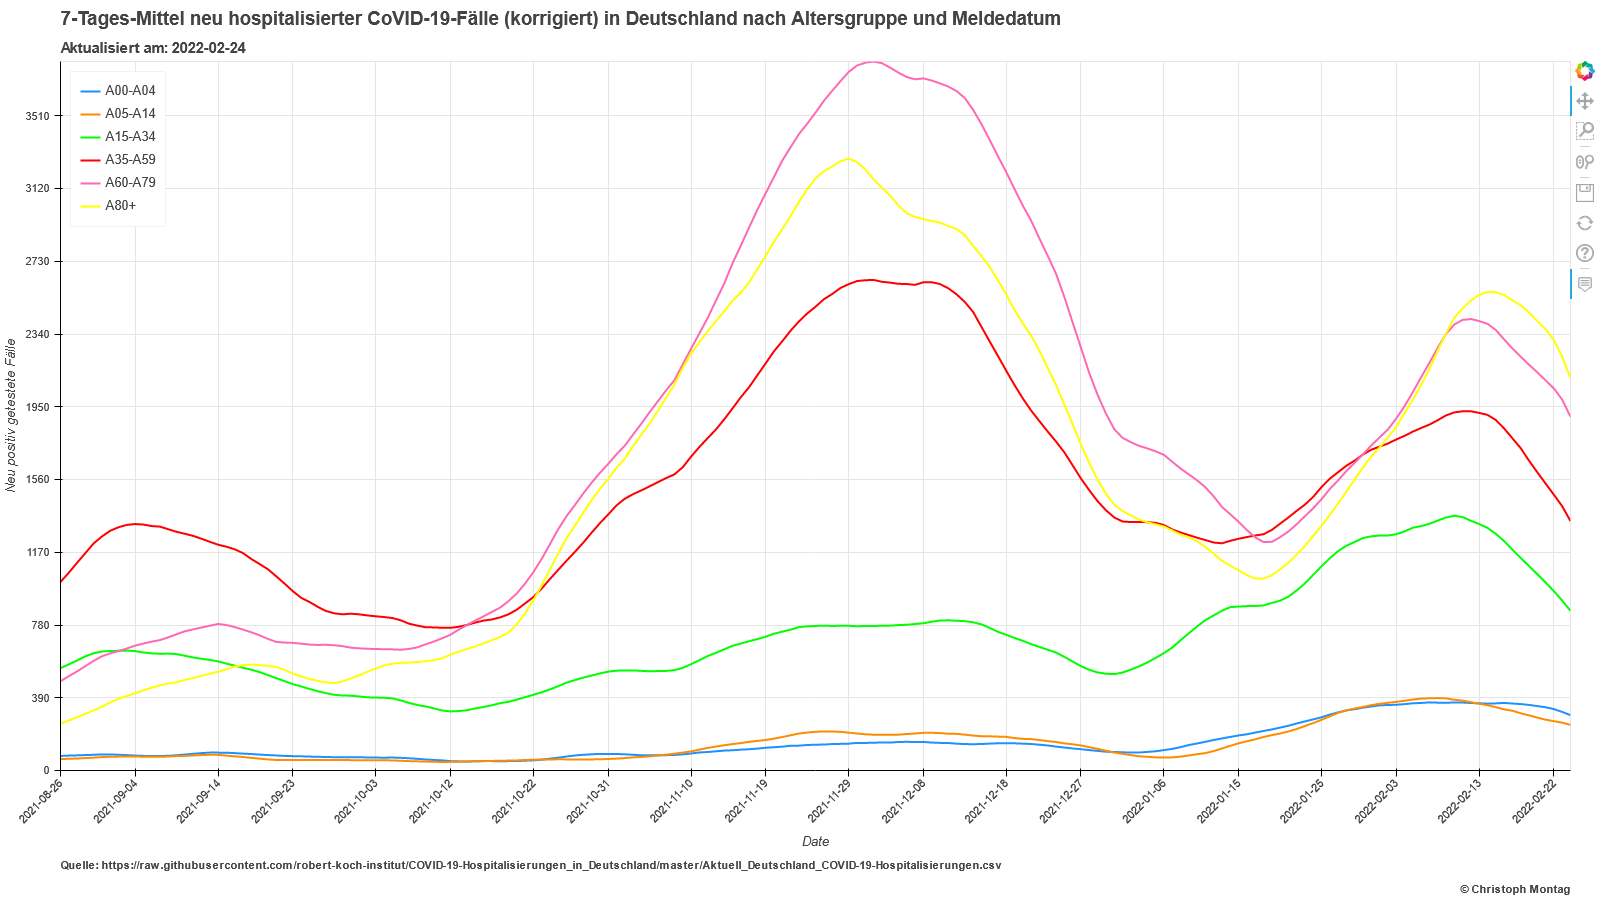 7-Tages-Mittel neu hospitalisierter CoVID-19-Fälle (korrigiert) in Deutschland nach Altersgruppe und Meldedatum
Aktualisiert am: 2022-02-24
A00-A04
A05-A14
A15-A34
A35-A59
A60-A79
A80+
3510
3120
2730
2340
1950
1560
1170
780
390
0
Neu positiv getestete Fälle
2021-08-26
2021-09-04
2021-09-14
2021-09-23
2021-10-03
2021-10-12
2021-10-22
2021-10-31
2021-11-10
2021-11-19
2021-11-29
2021-12-08
2021-12-18
2021-12-27
2022-01-06
2022-01-15
2022-01-25
2022-02-03
2022-02-13
2022-02-22
Date
Quelle: https://raw.githubusercontent.com/robert-koch-institut/COVID-19-Hospitalisierungen_in_Deutschland/master/Aktuell_Deutschland_COVID-19-Hospitalisierungen.csv
© Christoph Montag